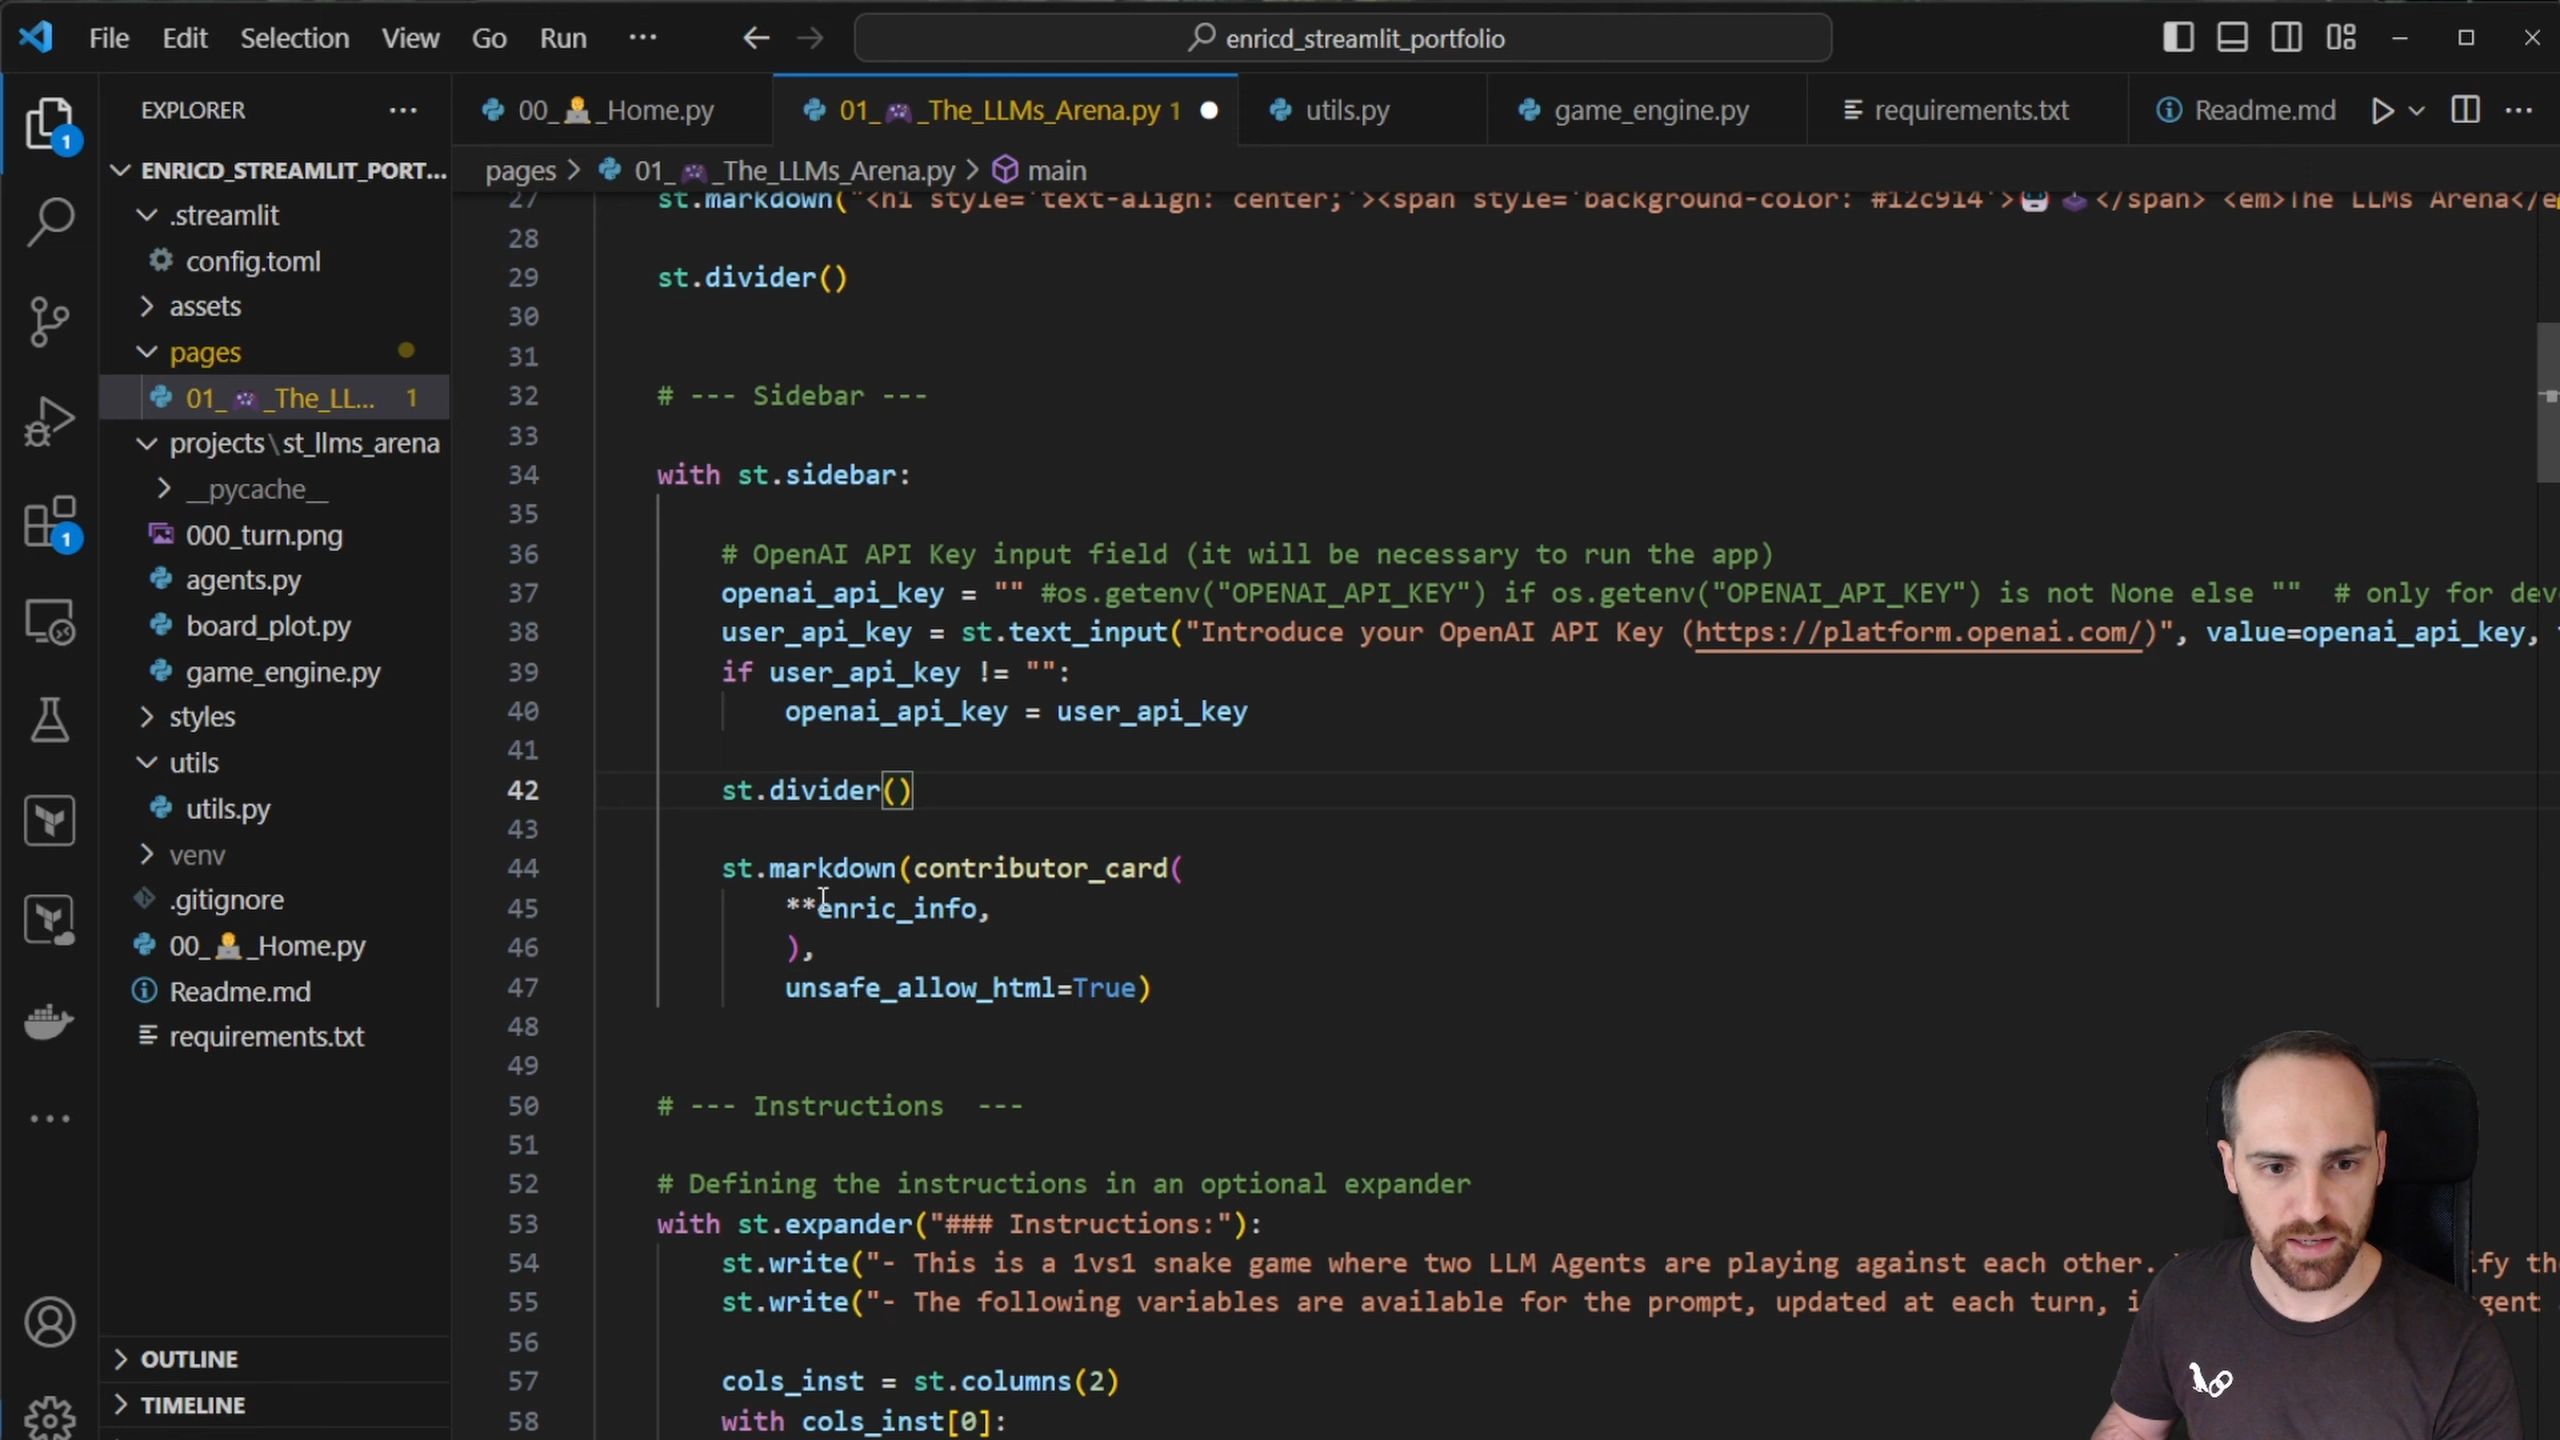 File Edit Selection View Go Run ··· enricd_streamlit_portfolio
EXPLORER ···
1
1
ENRICD_STREAMLIT_PORT...
.streamlit
config.toml
assets
pages
01_🎮_The_LL... 1
projects\st_llms_arena
__pycache__
000_turn.png
agents.py
board_plot.py
game_engine.py
styles
utils
utils.py
venv
.gitignore
00_👨‍💻_Home.py
Readme.md
requirements.txt
OUTLINE
TIMELINE
00_👨‍💻_Home.py 01_🎮_The_LLMs_Arena.py 1 utils.py game_engine.py requirements.txt Readme.md
pages > 01_🎮_The_LLMs_Arena.py > main
27 st.markdown("<h1 style='text-align: center;'><span style='background-color: #12c914'>🤖🕹️</span> <em>The LLMs Arena</e
28
29 st.divider()
30
31
32 # --- Sidebar ---
33
34 with st.sidebar:
35
36 # OpenAI API Key input field (it will be necessary to run the app)
37 openai_api_key = "" #os.getenv("OPENAI_API_KEY") if os.getenv("OPENAI_API_KEY") is not None else "" # only for dev
38 user_api_key = st.text_input("Introduce your OpenAI API Key (https://platform.openai.com/)", value=openai_api_key,
39 if user_api_key != "":
40 openai_api_key = user_api_key
41
42 st.divider()
43
44 st.markdown(contributor_card(
45 **enric_info,
46 ),
47 unsafe_allow_html=True)
48
49
50 # --- Instructions  ---
51
52 # Defining the instructions in an optional expander
53 with st.expander("### Instructions:"):
54 st.write("- This is a 1vs1 snake game where two LLM Agents are playing against each other. ify th
55 st.write("- The following variables are available for the prompt, updated at each turn, i gent
56
57 cols_inst = st.columns(2)
58 with cols_inst[0]: